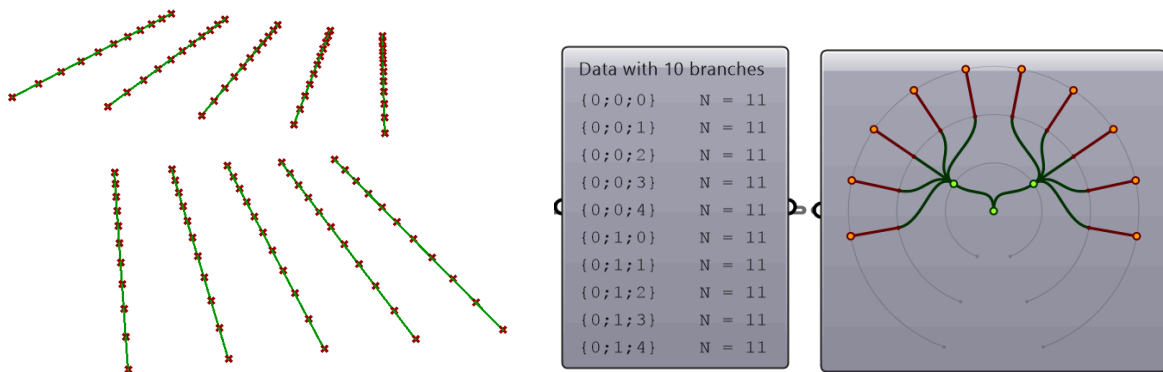 Data with 10 branches
{0;0;0} N = 11
{0;0;1} N = 11
{0;0;2} N = 11
{0;0;3} N = 11
{0;0;4} N = 11
{0;1;0} N = 11
{0;1;1} N = 11
{0;1;2} N = 11
{0;1;3} N = 11
{0;1;4} N = 11